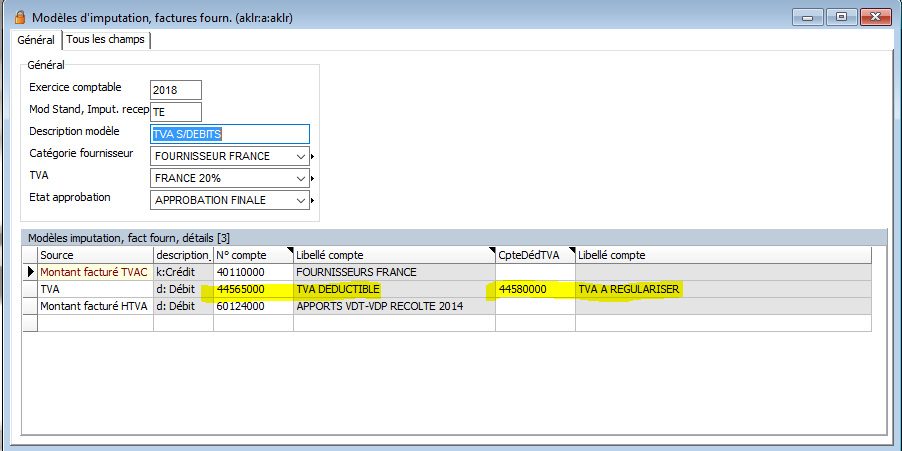 Modèles d'imputation, factures fourn. (aklr:a:aklr)
Général Tous les champs
Général
Exercice comptable 2018
Mod Stand, Imput. recep TE
Description modèle TVA S/DEBITS
Catégorie fournisseur FOURNISSEUR FRANCE
TVA FRANCE 20%
Etat approbation APPROBATION FINALE
Modèles imputation, fact fourn, détails [3]
Source description_ N° compte Libellé compte CpteDédTVA Libellé compte
Montant facturé TVAC k:Crédit 40110000 FOURNISSEURS FRANCE
TVA d: Débit 44565000 TVA DEDUCTIBLE 44580000 TVA A REGULARISER
Montant facturé HTVA d: Débit 60124000 APPORTS VDT-VDP RECOLTE 2014